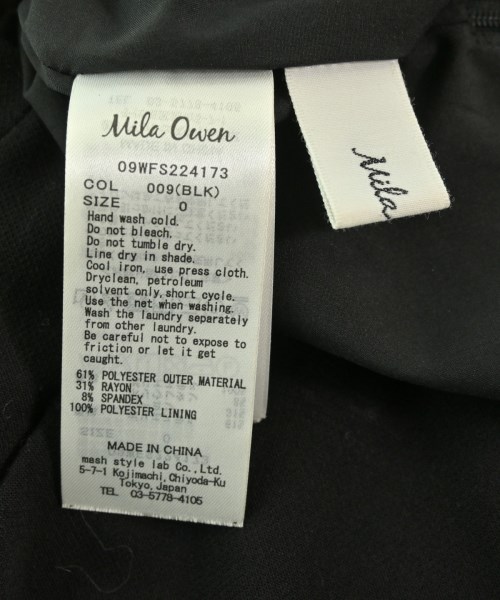 Mila Owen
09WFS224173
COL 009(BLK)
SIZE 0
Hand wash cold.
Do not bleach.
Do not tumble dry.
Line dry in shade.
Cool iron, use press cloth.
Dryclean, petroleum
solvent only,short cycle.
Use the net when washing.
Wash the laundry separately
from other laundry.
Be careful not to expose to
friction or let it get
caught.
61% POLYESTER OUTER MATERIAL
31% RAYON
8% SPANDEX
100% POLYESTER LINING
MADE IN CHINA
mash style lab Co.,Ltd.
5-7-1 Kojimachi,Chiyoda-Ku
Tokyo,Japan
TEL 03-5778-4105
Mila